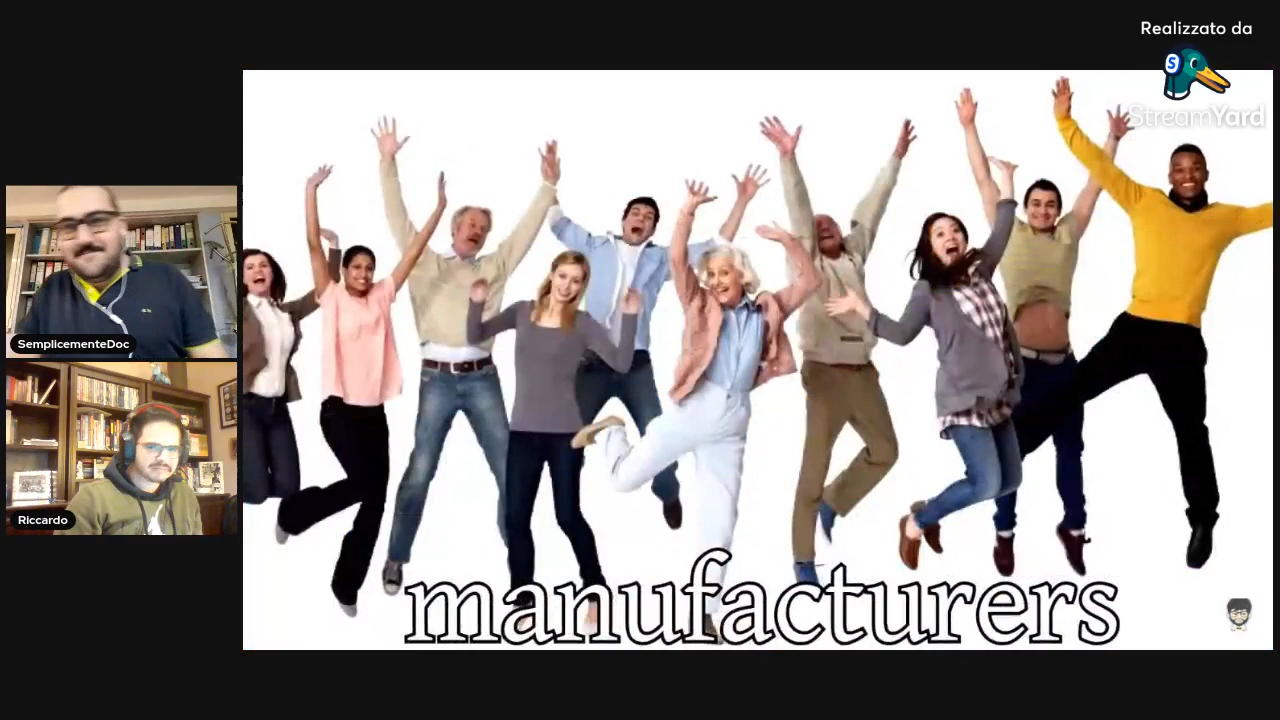 Realizzato da
S
StreamYard
SemplicementeDoc
Riccardo
manufacturers